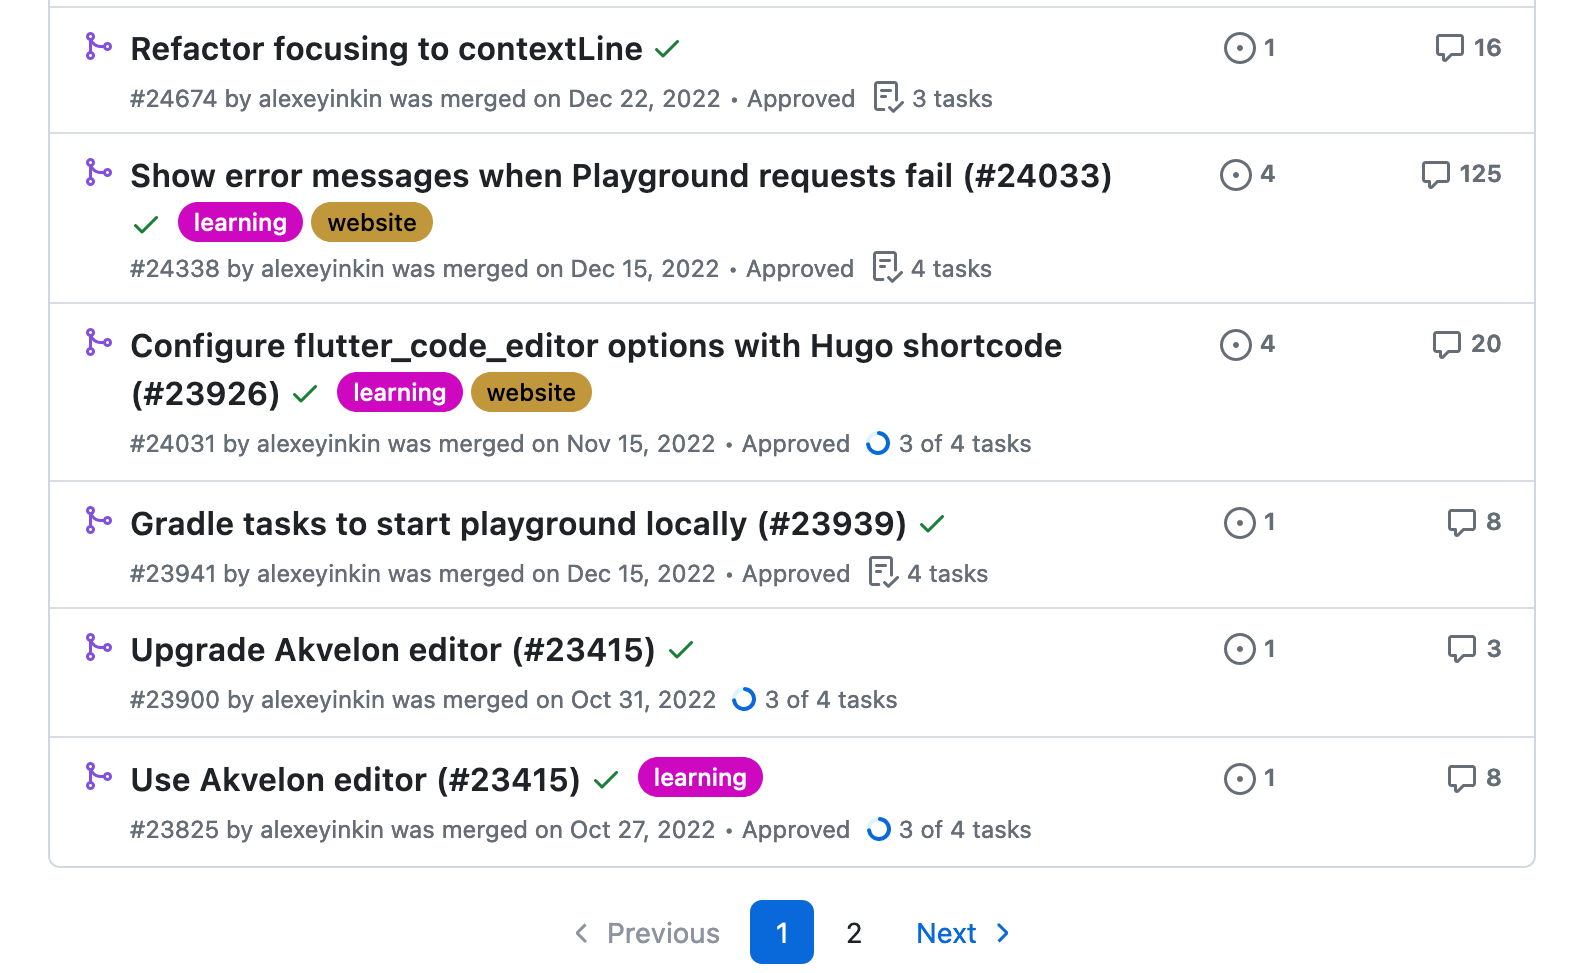 Refactor focusing to contextLine 1 16
#24674 by alexeyinkin was merged on Dec 22, 2022 • Approved 3 tasks
Show error messages when Playground requests fail (#24033) 4 125
learning website
#24338 by alexeyinkin was merged on Dec 15, 2022 • Approved 4 tasks
Configure flutter_code_editor options with Hugo shortcode 4 20
(#23926) learning website
#24031 by alexeyinkin was merged on Nov 15, 2022 • Approved 3 of 4 tasks
Gradle tasks to start playground locally (#23939) 1 8
#23941 by alexeyinkin was merged on Dec 15, 2022 • Approved 4 tasks
Upgrade Akvelon editor (#23415) 1 3
#23900 by alexeyinkin was merged on Oct 31, 2022 3 of 4 tasks
Use Akvelon editor (#23415) learning 1 8
#23825 by alexeyinkin was merged on Oct 27, 2022 • Approved 3 of 4 tasks
Previous 1 2 Next